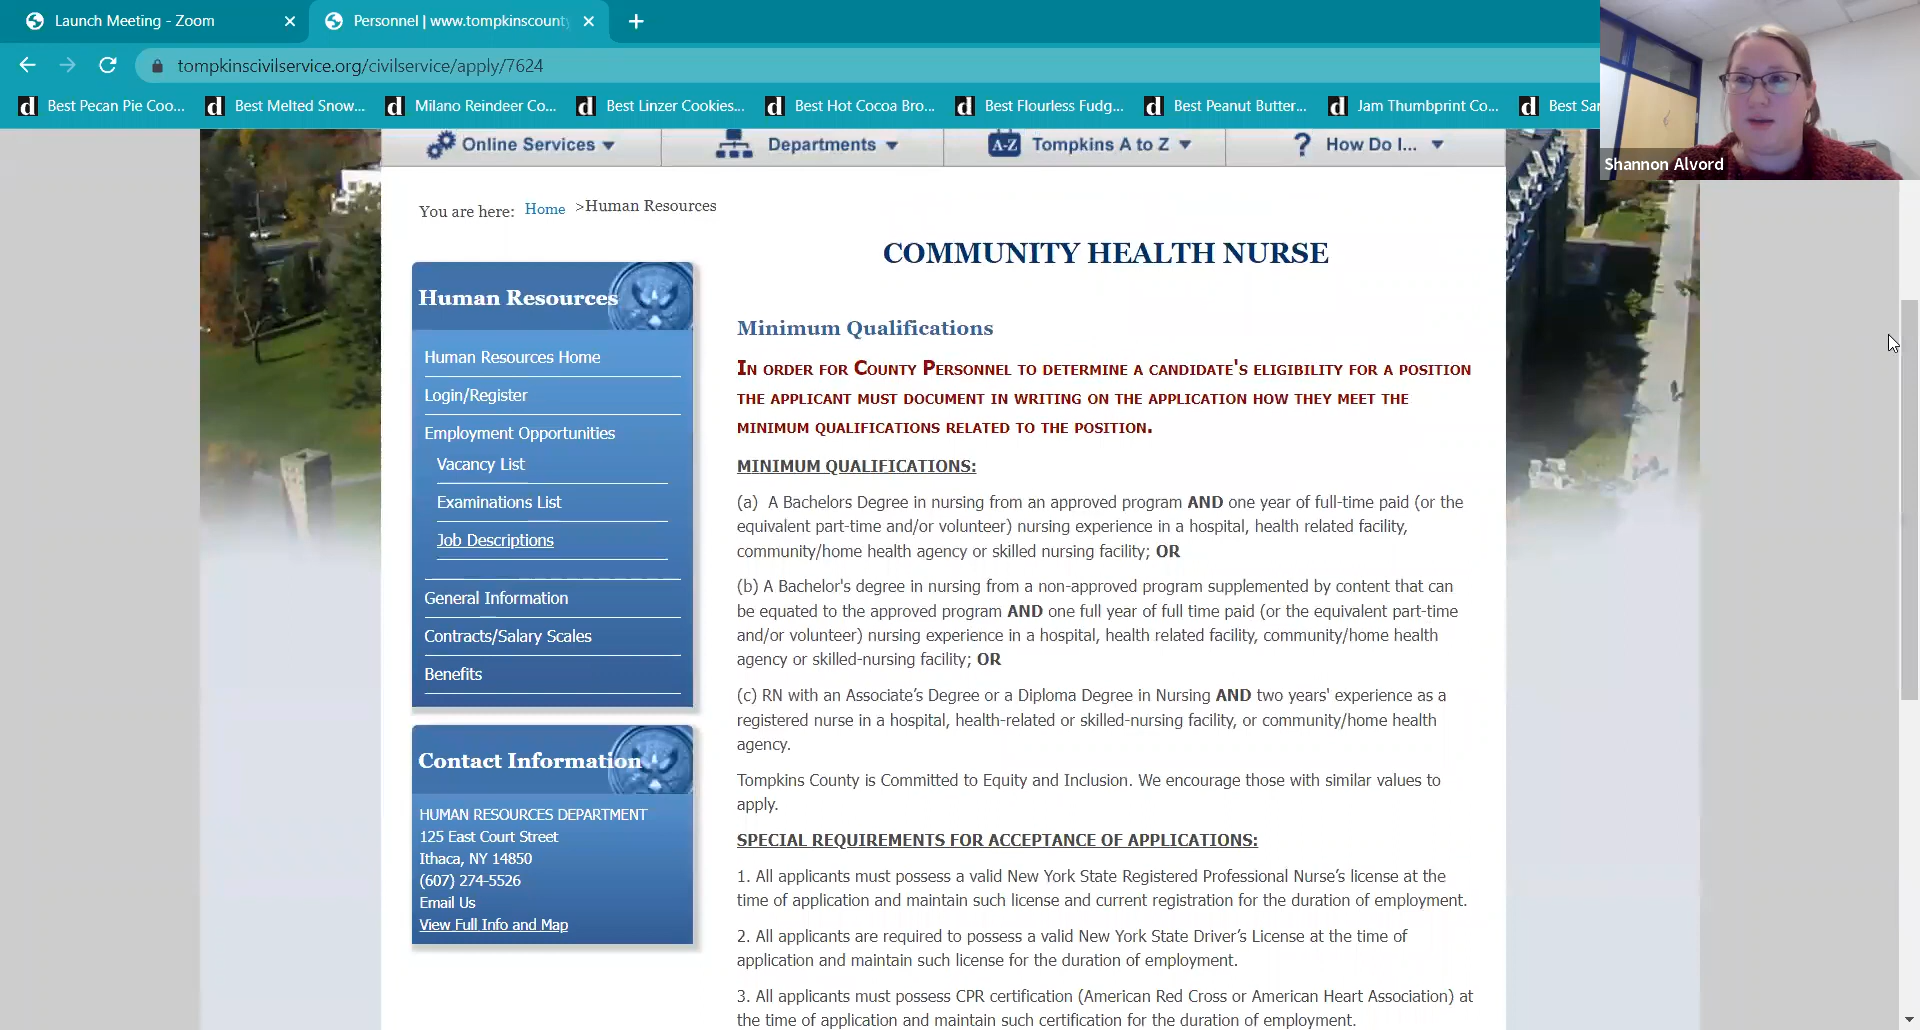 Launch Meeting - Zoom
Personnel | www.tompkinscounty
tompkinscivilservice.org/civilservice/apply/7624
Best Pecan Pie Coo...
Best Melted Snow...
Milano Reindeer Co...
Best Linzer Cookies...
Best Hot Cocoa Bro...
Best Flourless Fudg...
Best Peanut Butter...
Jam Thumbprint Co...
Best Sa
Shannon Alvord
Online Services
Departments
A-Z Tompkins A to Z
? How Do I...
You are here: Home >Human Resources
COMMUNITY HEALTH NURSE
Human Resources
Human Resources Home
Login/Register
Employment Opportunities
Vacancy List
Examinations List
Job Descriptions
General Information
Contracts/Salary Scales
Benefits
Contact Information
HUMAN RESOURCES DEPARTMENT
125 East Court Street
Ithaca, NY 14850
(607) 274-5526
Email Us
View Full Info and Map
Minimum Qualifications
IN ORDER FOR COUNTY PERSONNEL TO DETERMINE A CANDIDATE'S ELIGIBILITY FOR A POSITION
THE APPLICANT MUST DOCUMENT IN WRITING ON THE APPLICATION HOW THEY MEET THE
MINIMUM QUALIFICATIONS RELATED TO THE POSITION.
MINIMUM QUALIFICATIONS:
(a) A Bachelors Degree in nursing from an approved program AND one year of full-time paid (or the
equivalent part-time and/or volunteer) nursing experience in a hospital, health related facility,
community/home health agency or skilled nursing facility; OR
(b) A Bachelor's degree in nursing from a non-approved program supplemented by content that can
be equated to the approved program AND one full year of full time paid (or the equivalent part-time
and/or volunteer) nursing experience in a hospital, health related facility, community/home health
agency or skilled-nursing facility; OR
(c) RN with an Associate’s Degree or a Diploma Degree in Nursing AND two years' experience as a
registered nurse in a hospital, health-related or skilled-nursing facility, or community/home health
agency.
Tompkins County is Committed to Equity and Inclusion. We encourage those with similar values to
apply.
SPECIAL REQUIREMENTS FOR ACCEPTANCE OF APPLICATIONS:
1. All applicants must possess a valid New York State Registered Professional Nurse’s license at the
time of application and maintain such license and current registration for the duration of employment.
2. All applicants are required to possess a valid New York State Driver’s License at the time of
application and maintain such license for the duration of employment.
3. All applicants must possess CPR certification (American Red Cross or American Heart Association) at
the time of application and maintain such certification for the duration of employment.